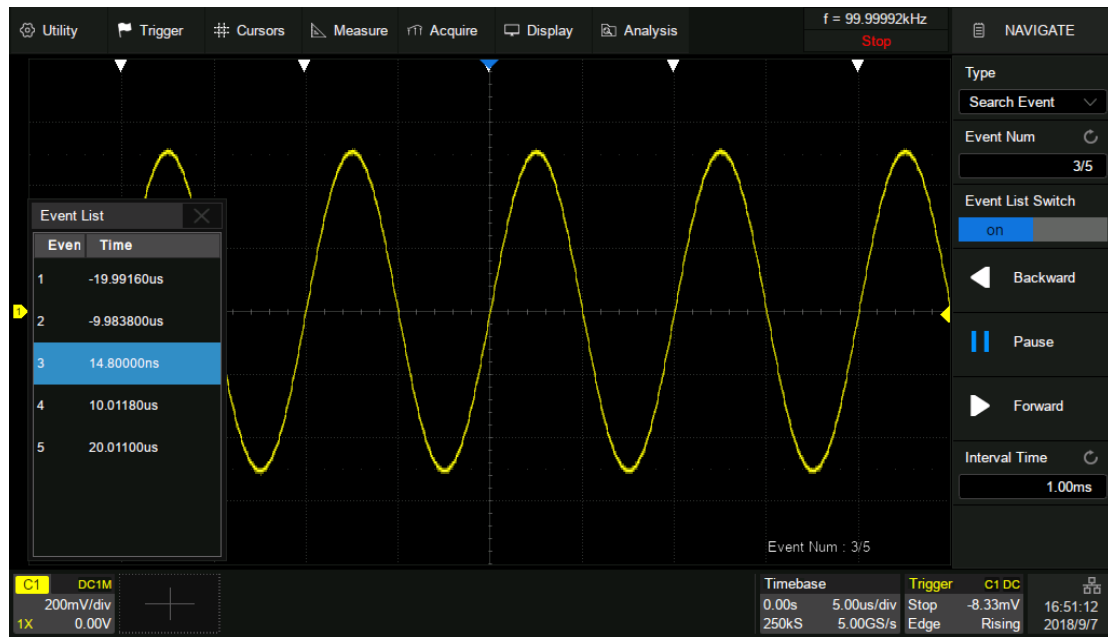 Utility Trigger Cursors Measure Acquire Display Analysis
f = 99.99992kHz
Stop
NAVIGATE
Type
Search Event
Event Num
3/5
Event List Switch
on
Backward
Pause
Forward
Interval Time
1.00ms
Event List
Even Time
1 -19.99160us
2 -9.983800us
3 14.80000ns
4 10.01180us
5 20.01100us
1
Event Num : 3/5
C1 DC1M
200mV/div
1X 0.00V
Timebase
0.00s 5.00us/div
250kS 5.00GS/s
Trigger C1 DC
Stop -8.33mV
Edge Rising
16:51:12
2018/9/7